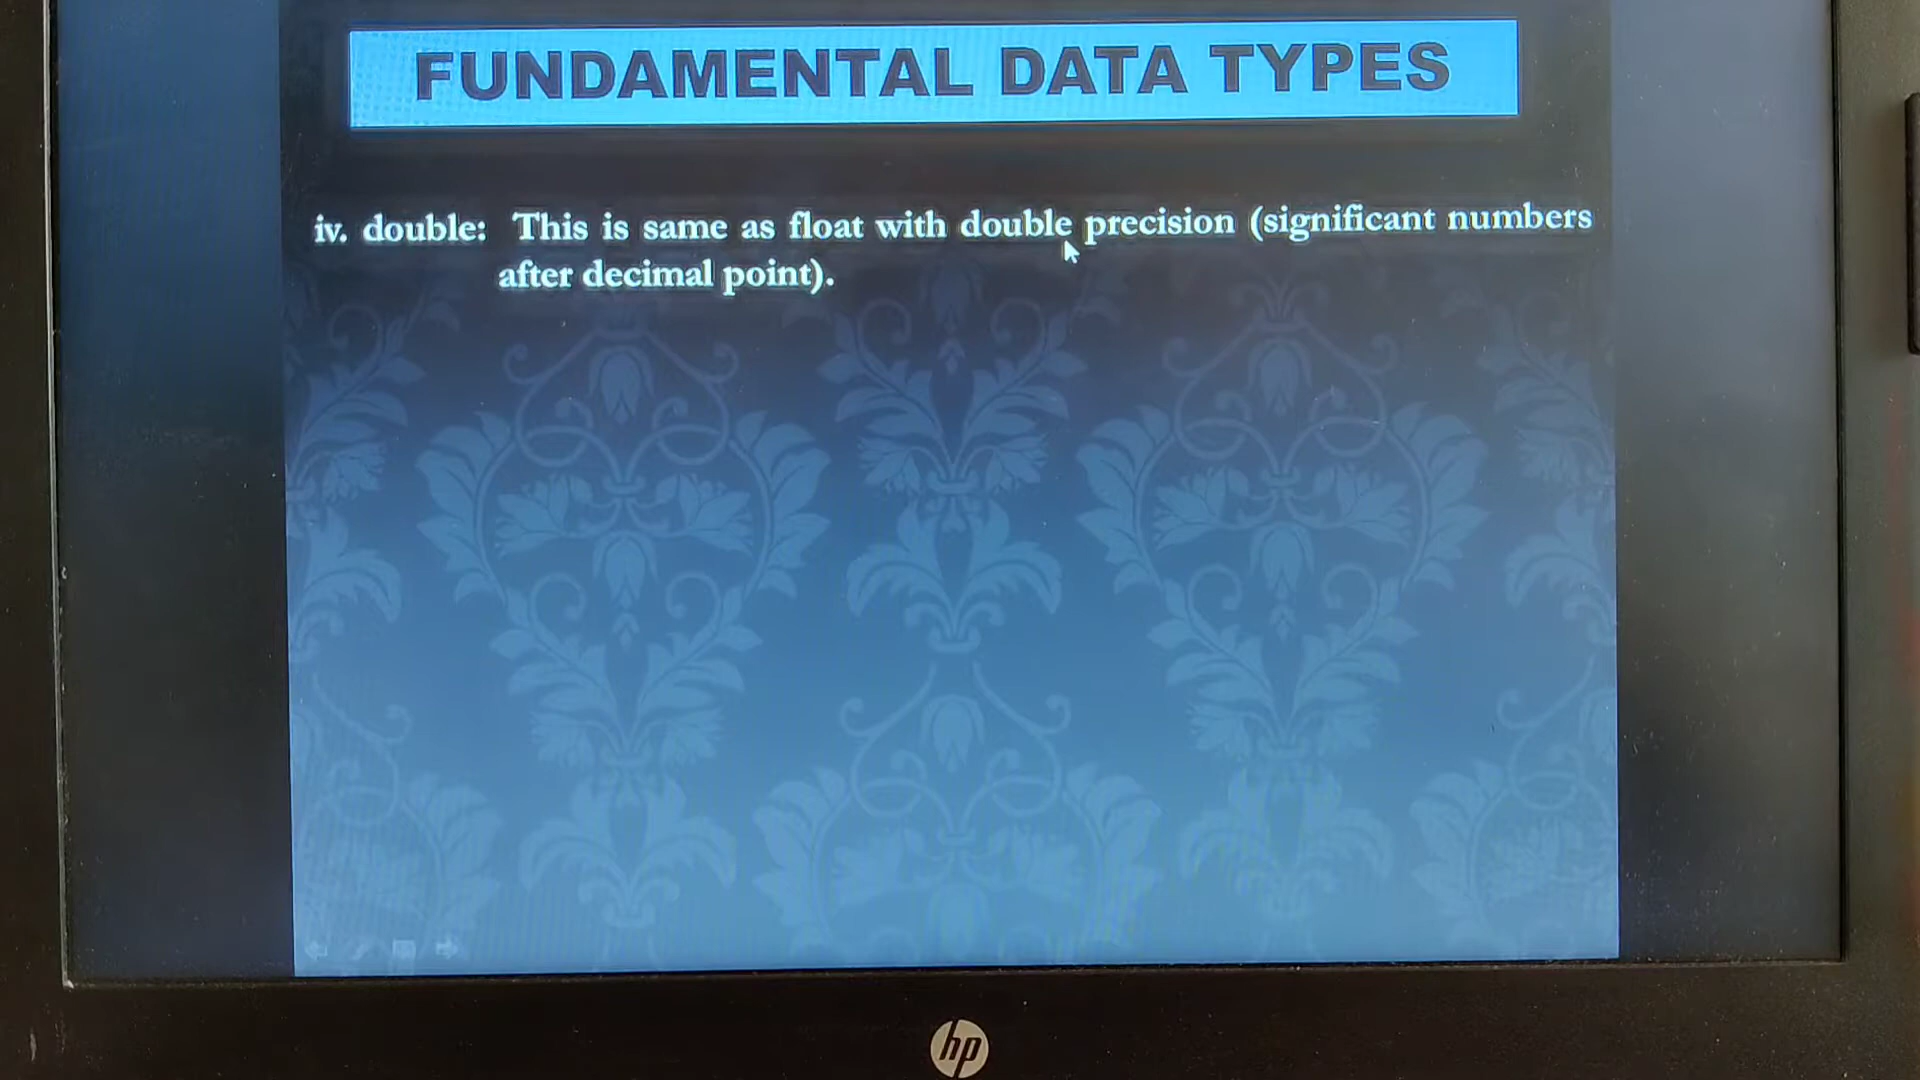 FUNDAMENTAL DATA TYPES
iv. double: This is same as float with double precision (significant numbers
after decimal point).
hp